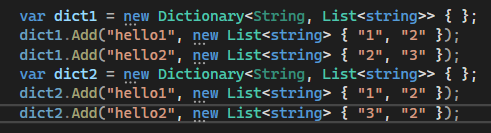 var dict1 = new Dictionary<String, List<string>> { };
dict1.Add("hello1", new List<string> { "1", "2" });
dict1.Add("hello2", new List<string> { "2", "3" });
var dict2 = new Dictionary<String, List<string>> { };
dict2.Add("hello1", new List<string> { "1", "2" });
dict2.Add("hello2", new List<string> { "3", "2" });